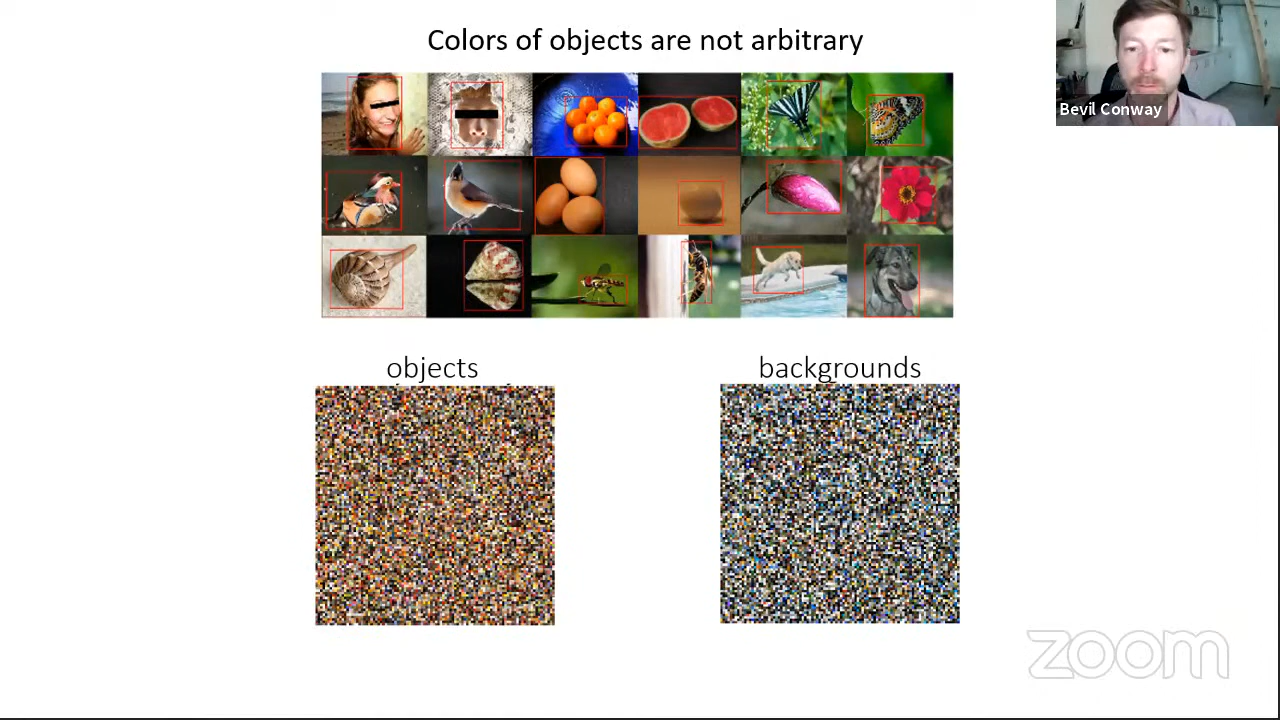 Colors of objects are not arbitrary
Bevil Conway
objects
backgrounds
zoom